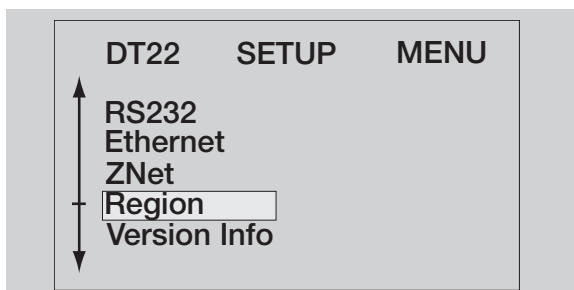 DT22 SETUP MENU
RS232
Ethernet
ZNet
Region
Version Info